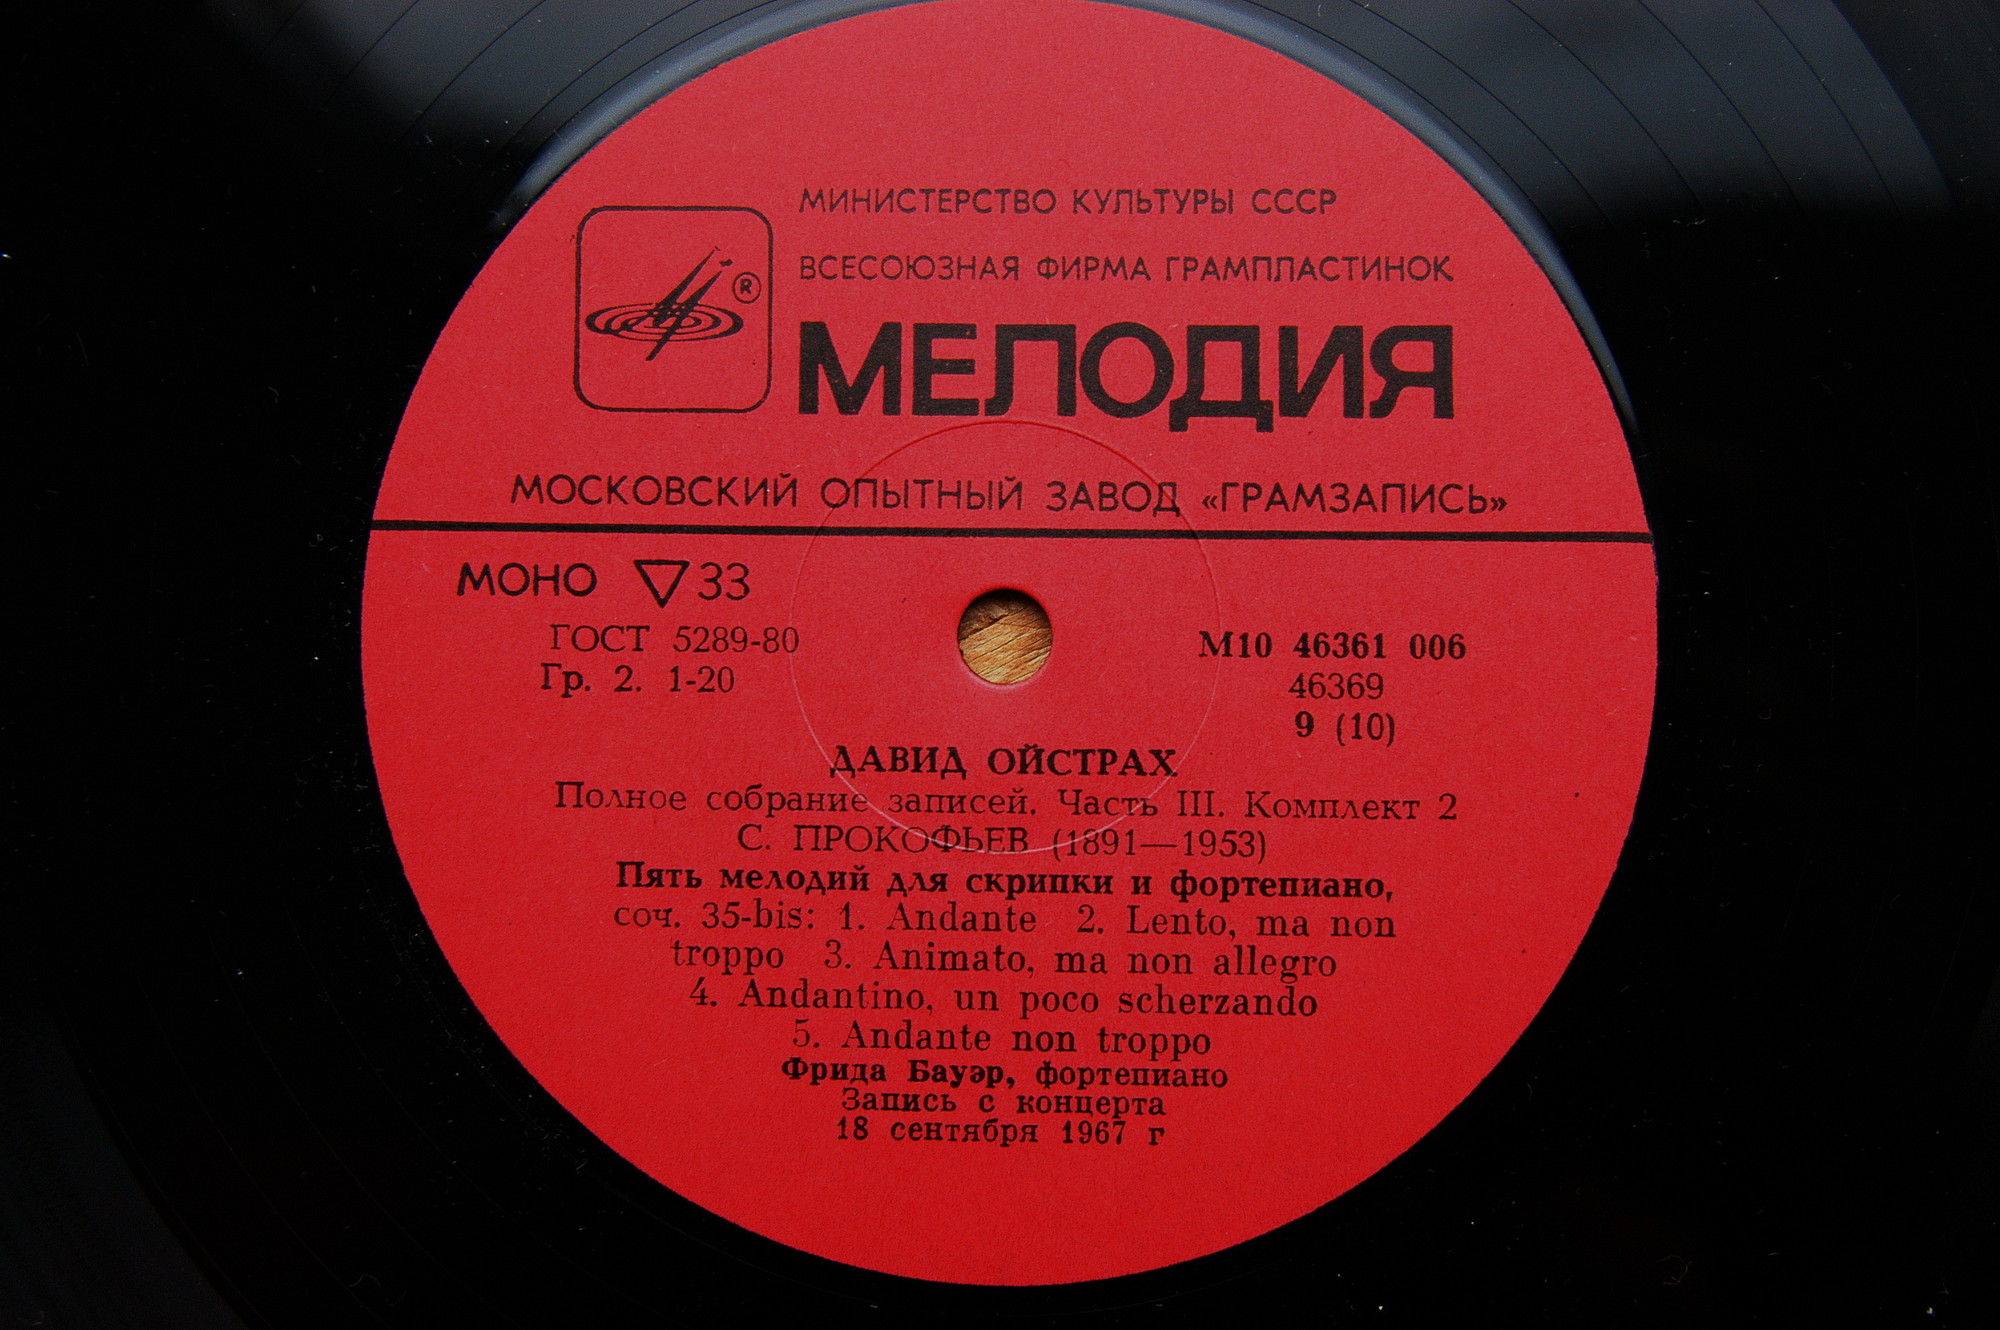 МИНИСТЕРСТВО КУЛЬТУРЫ СССР
ВСЕСОЮЗНАЯ ФИРМА ГРАМПЛАСТИНОК
®
МЕЛОДИЯ
МОСКОВСКИЙ ОПЫТНЫЙ ЗАВОД «ГРАМЗАПИСЬ»
МОНО ▽ 33
ГОСТ 5289-80
Гр. 2. 1-20
М10 46361 006
46369
9 (10)
ДАВИД ОЙСТРАХ
Полное собрание записей. Часть III. Комплект 2
С. ПРОКОФЬЕВ (1891—1953)
Пять мелодий для скрипки и фортепиано,
соч. 35-bis: 1. Andante 2. Lento, ma non
troppo 3. Animato, ma non allegro
4. Andantino, un poco scherzando
5. Andante non troppo
Фрида Бауэр, фортепиано
Запись с концерта
18 сентября 1967 г